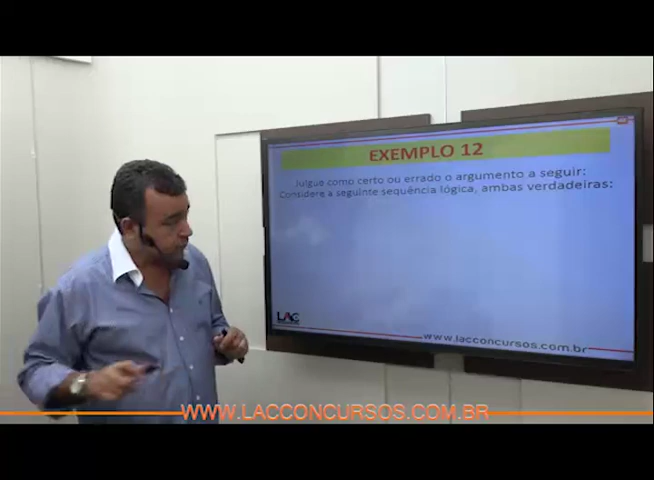 EXEMPLO 12
Julgue como certo ou errado o argumento a seguir:
Considere a seguinte sequência lógica, ambas verdadeiras:
LAC
www.lacconcursos.com.br
WWW.LACCONCURSOS.COM.BR